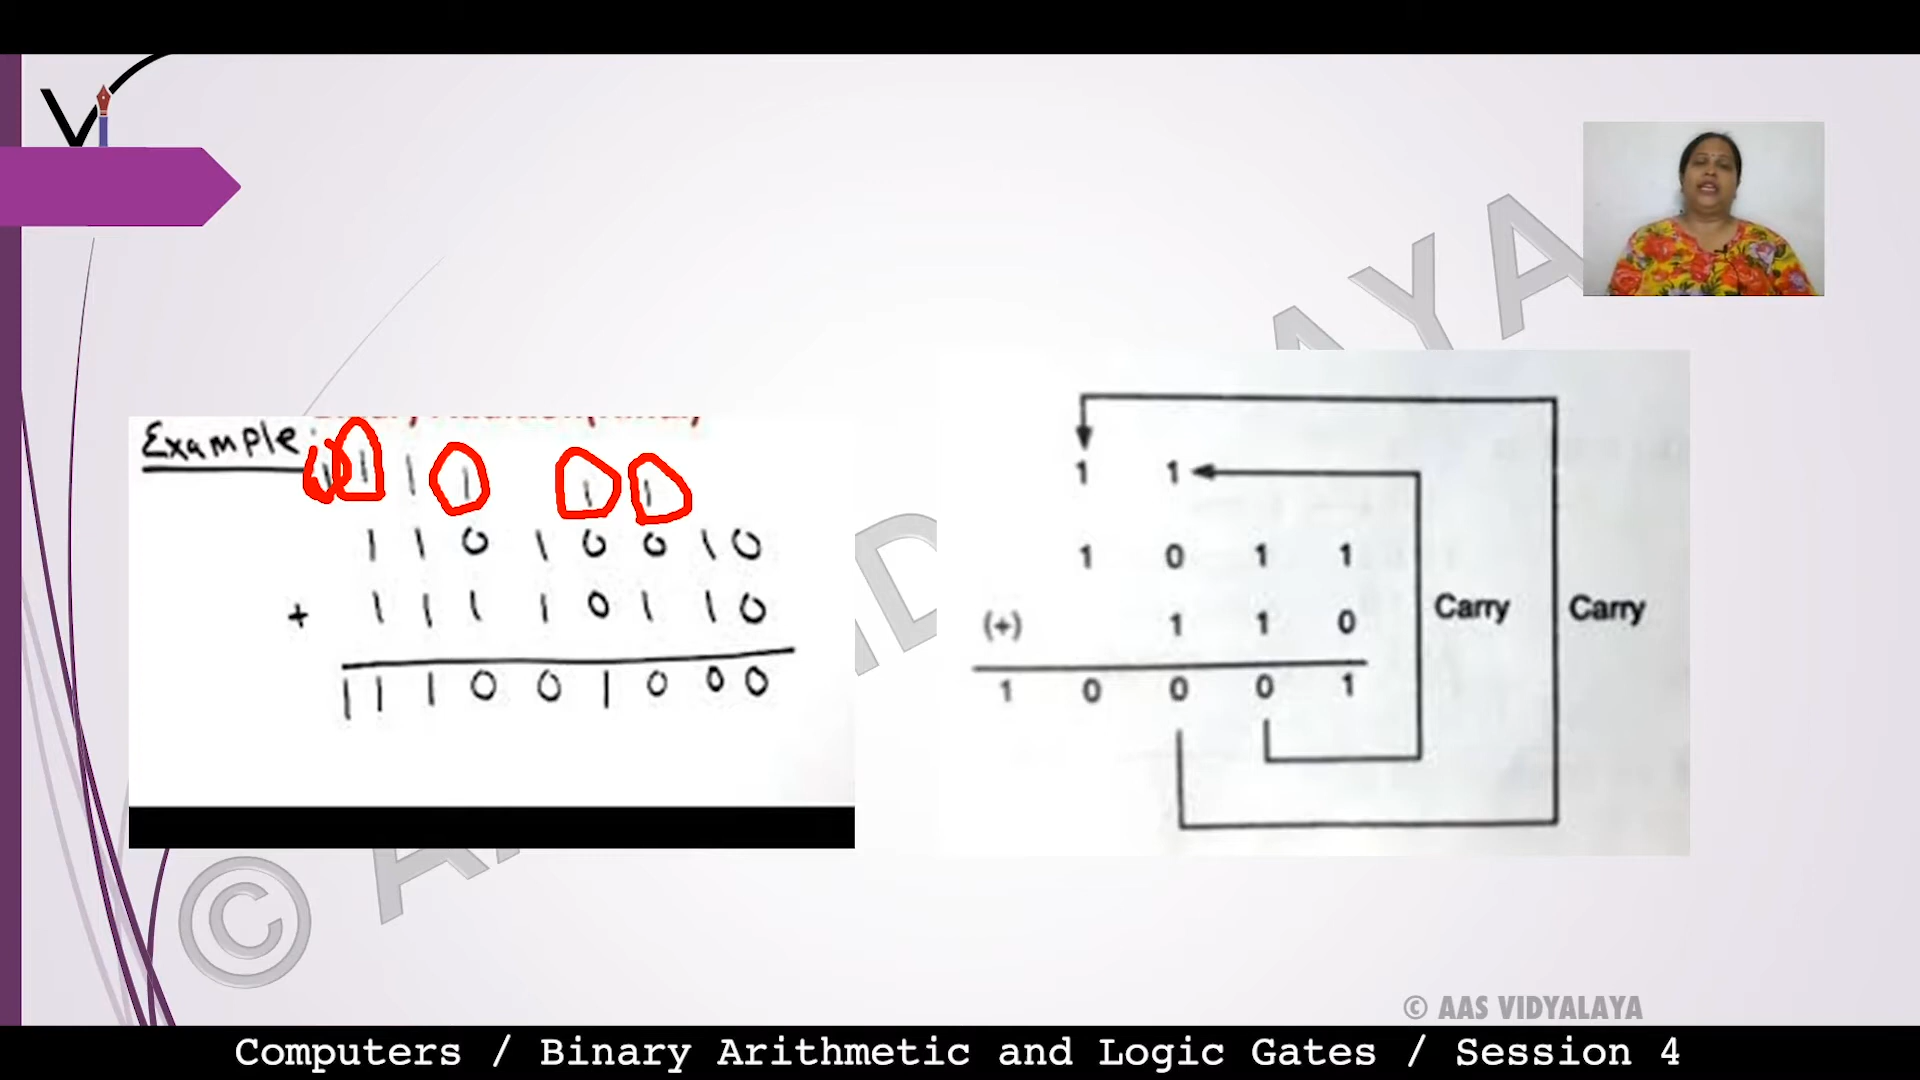 Example:
1 1 1 1 1 1
1 1 0 1 0 0 1 0
+ 1 1 1 1 0 1 1 0
1 1 1 0 0 1 0 0 0
1 1
1 0 1 1
(+) 1 1 0
1 0 0 0 1
Carry Carry
© AAS VIDYALAYA
Computers / Binary Arithmetic and Logic Gates / Session 4